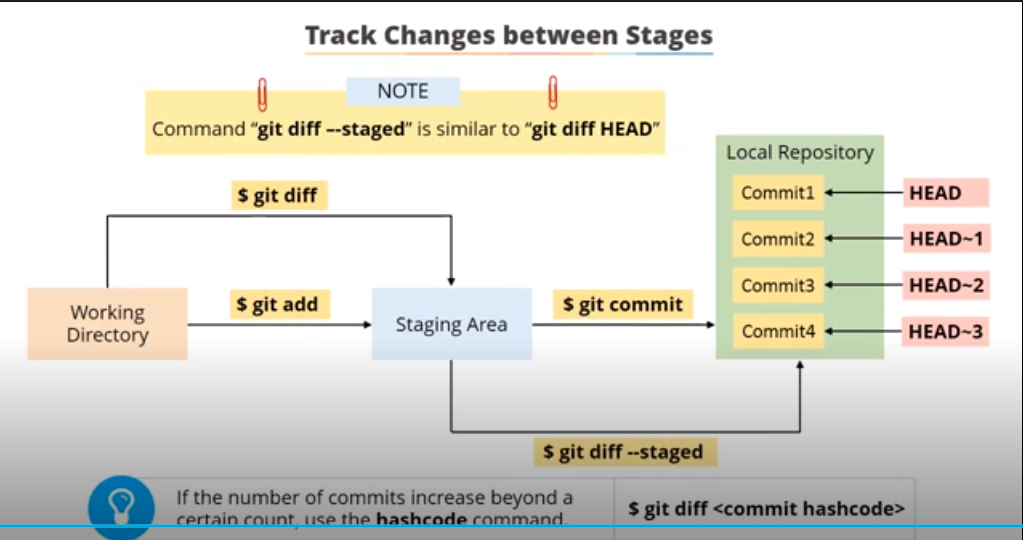 Track Changes between Stages
NOTE
Command “git diff --staged” is similar to “git diff HEAD”
Local Repository
$ git diff
Commit1
HEAD
Commit2
HEAD~1
Working
Directory
$ git add
Staging Area
$ git commit
Commit3
HEAD~2
Commit4
HEAD~3
$ git diff --staged
If the number of commits increase beyond a
certain count, use the hashcode command.
$ git diff <commit hashcode>